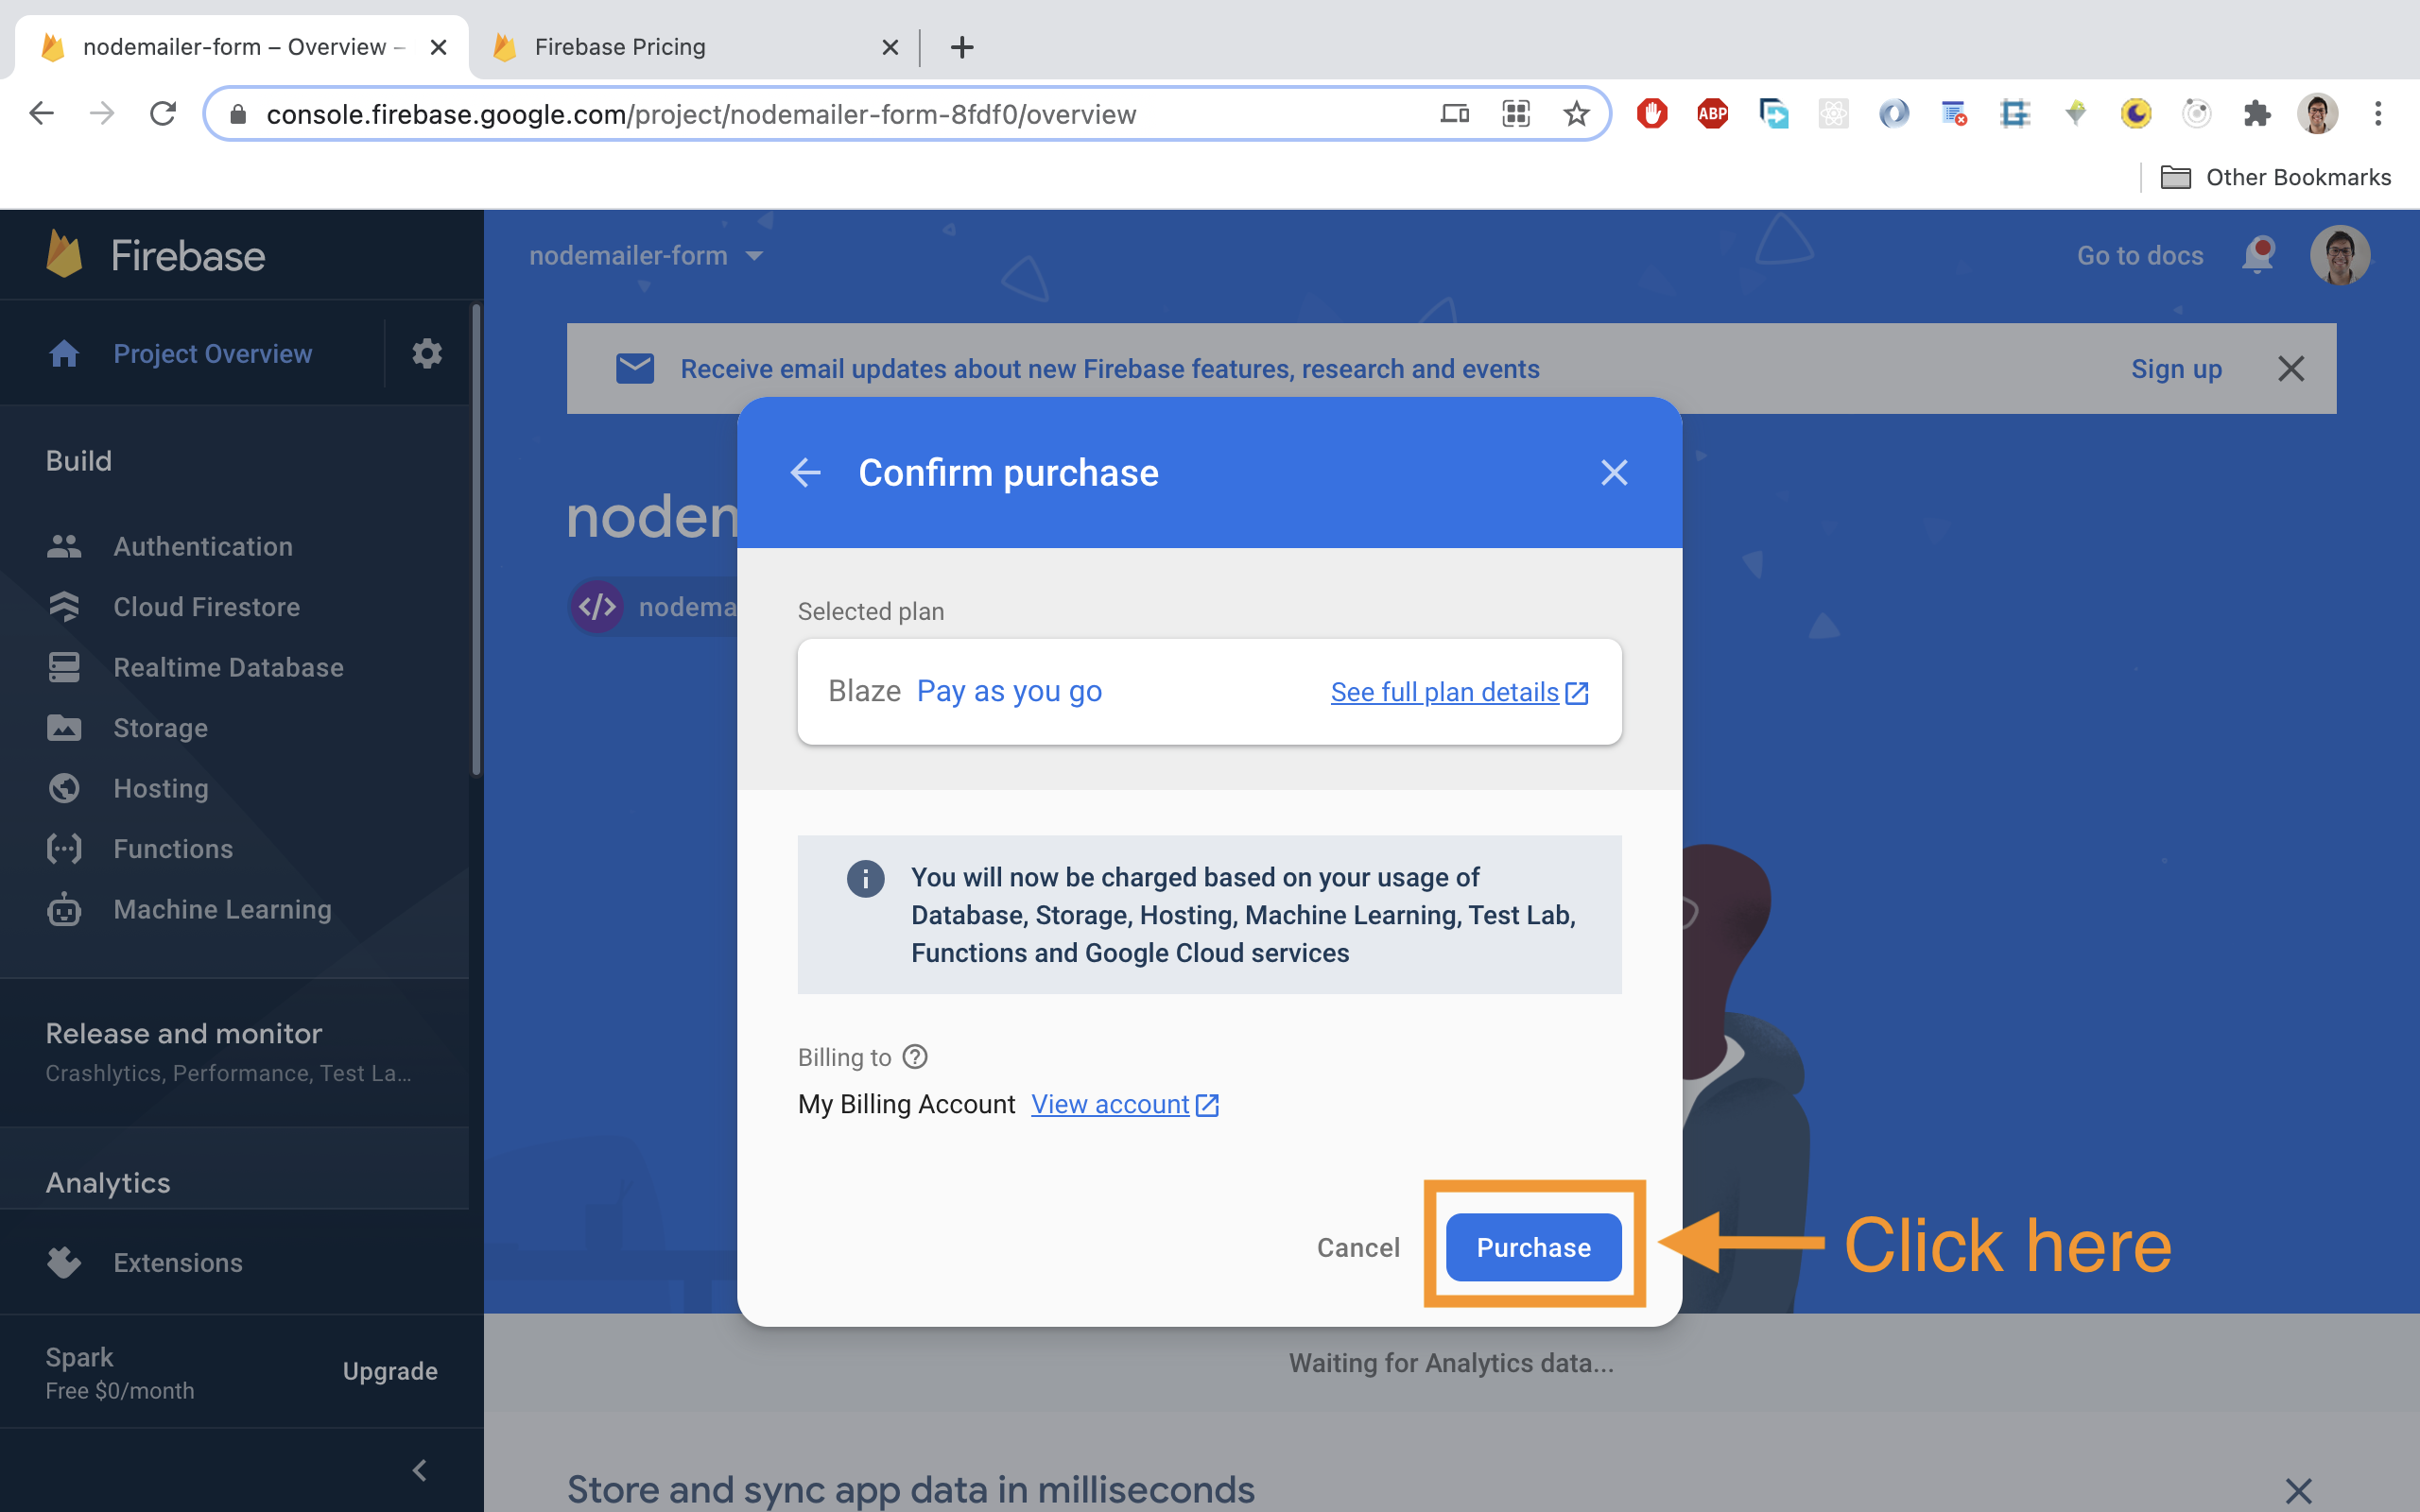 nodemailer-form – Overview –
Firebase Pricing
console.firebase.google.com/project/nodemailer-form-8fdf0/overview
ABP
Other Bookmarks
Firebase
nodemailer-form
Go to docs
Project Overview
Receive email updates about new Firebase features, research and events
Sign up
Build
Confirm purchase
nodem
Authentication
Cloud Firestore
nodema
Selected plan
Realtime Database
Blaze Pay as you go
See full plan details
Storage
Hosting
Functions
Machine Learning
You will now be charged based on your usage of
Database, Storage, Hosting, Machine Learning, Test Lab,
Functions and Google Cloud services
Release and monitor
Crashlytics, Performance, Test La...
Billing to
My Billing Account View account
Analytics
Extensions
Cancel
Purchase
Click here
Spark
Free $0/month
Upgrade
Waiting for Analytics data...
Store and sync app data in milliseconds